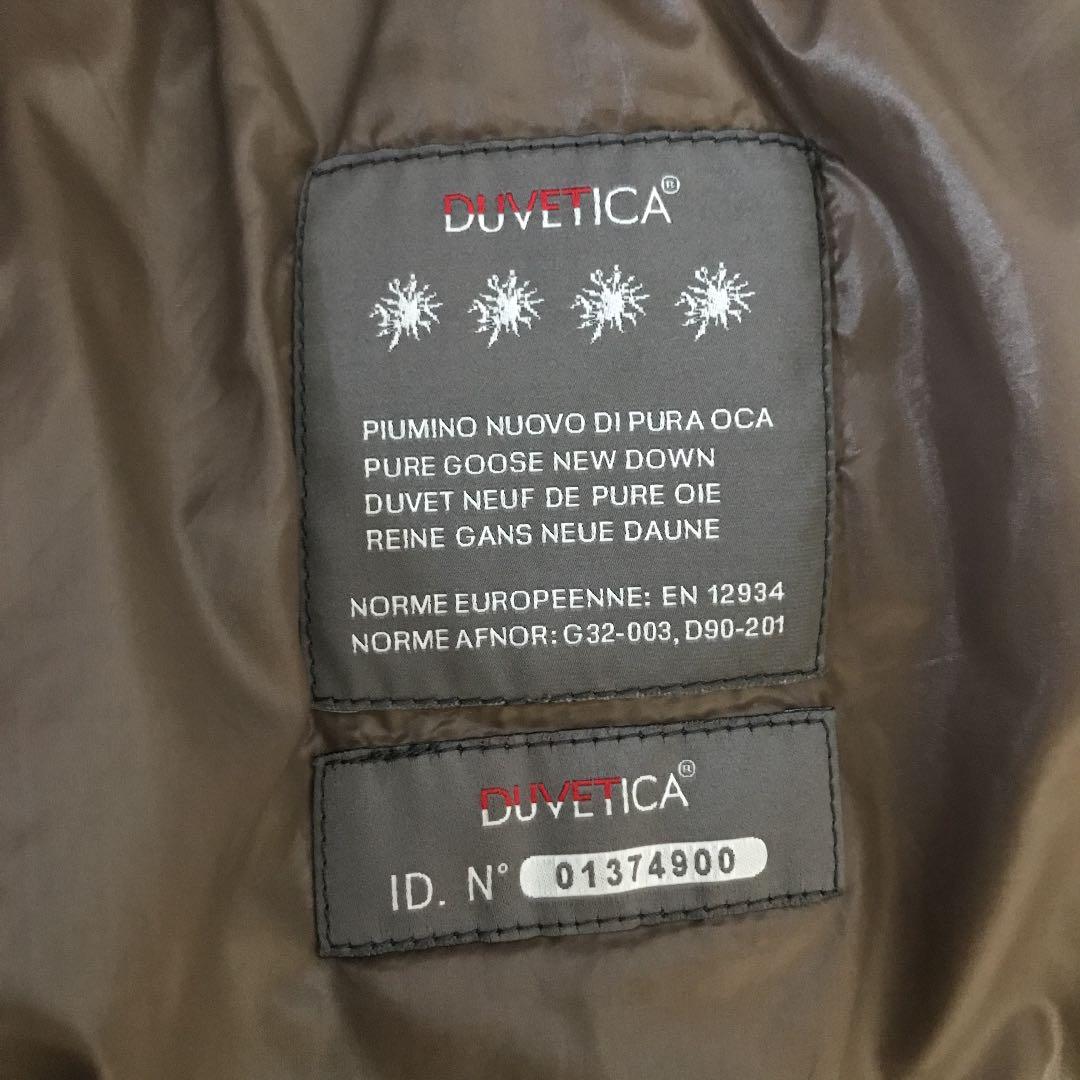 DUVETICA®
PIUMINO NUOVO DI PURA OCA
PURE GOOSE NEW DOWN
DUVET NEUF DE PURE OIE
REINE GANS NEUE DAUNE
NORME EUROPEENNE: EN 12934
NORME AFNOR: G32-003, D90-201
DUVETICA®
ID. N° 01374900